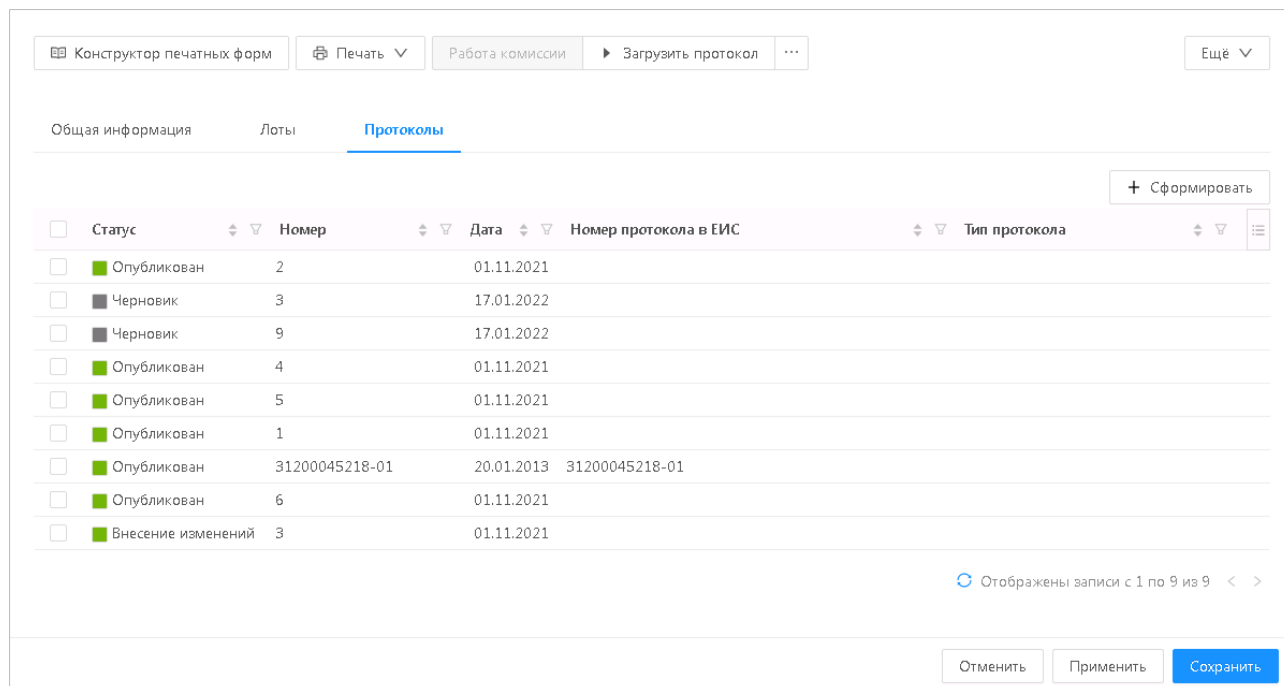 Конструктор печатных форм Печать Работа комиссии Загрузить протокол ... Ещё
Общая информация Лоты Протоколы
+ Сформировать
Статус Номер Дата Номер протокола в ЕИС Тип протокола
Опубликован 2 01.11.2021
Черновик 3 17.01.2022
Черновик 9 17.01.2022
Опубликован 4 01.11.2021
Опубликован 5 01.11.2021
Опубликован 1 01.11.2021
Опубликован 31200045218-01 20.01.2013 31200045218-01
Опубликован 6 01.11.2021
Внесение изменений 3 01.11.2021
Отображены записи с 1 по 9 из 9 < >
Отменить Применить Сохранить